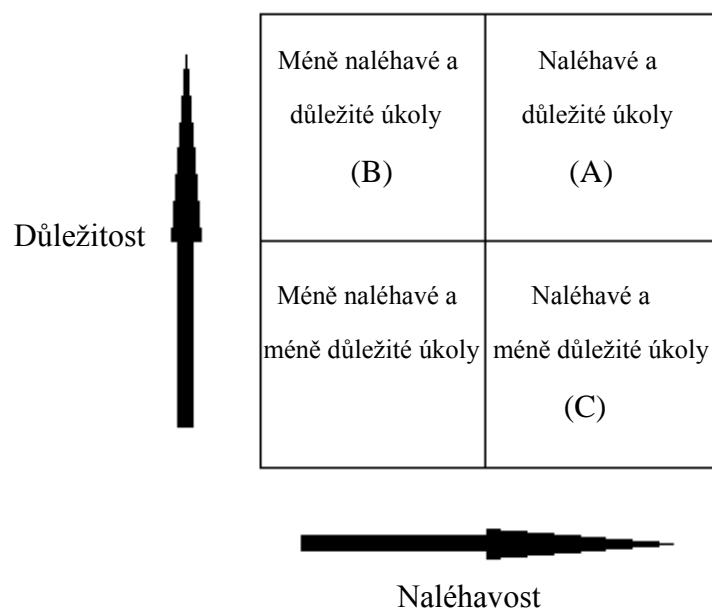 Méně naléhavé a
důležité úkoly
(B)
Naléhavé a
důležité úkoly
(A)
Důležitost
Méně naléhavé a
méně důležité úkoly
Naléhavé a
méně důležité úkoly
(C)
Naléhavost